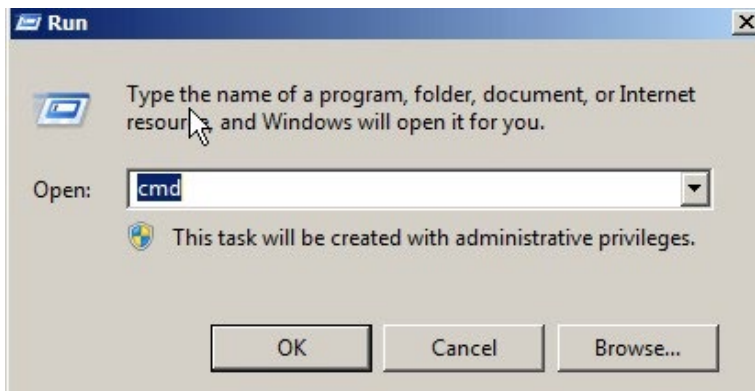 Run
Type the name of a program, folder, document, or Internet
resource, and Windows will open it for you.
Open:
cmd
This task will be created with administrative privileges.
OK
Cancel
Browse...